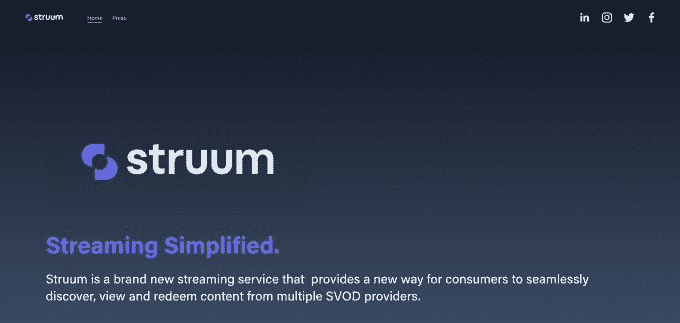 struum Home Press
struum
Streaming Simplified.
Struum is a brand new streaming service that provides a new way for consumers to seamlessly
discover, view and redeem content from multiple SVOD providers.